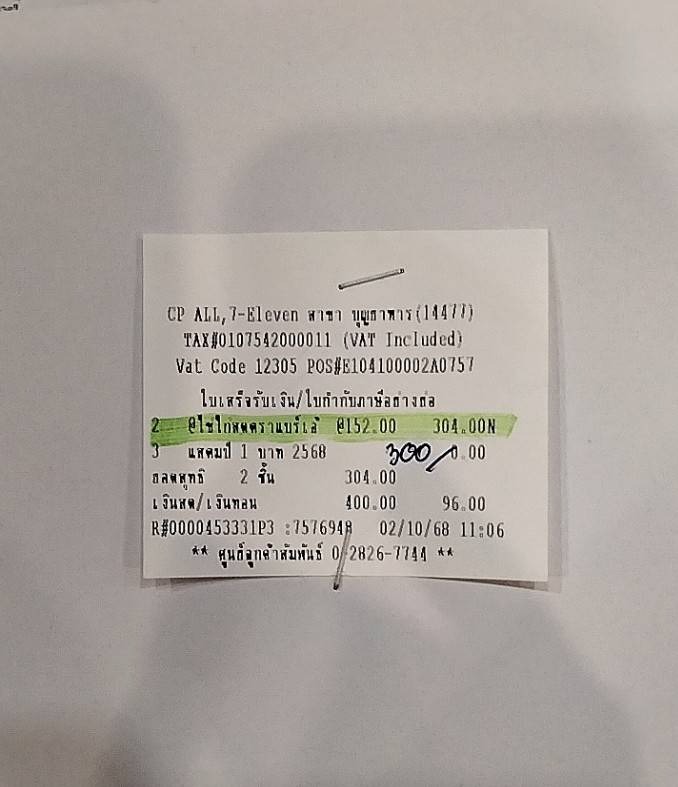 CP ALL,7-Eleven สาขา บุญธาหาร(14477)
TAX#0107542000011 (VAT Included)
Vat Code 12305 POS#E104100002A0757
ใบเสร็จรับเงิน/ใบกำกับภาษีอย่างย่อ
2 @ไข่ไก่สดตราแบร์เล้ @152.00 304.00N
3 แสตมป์ 1 บาท 2568 300/ 0.00
ยอดสุทธิ 2 ชิ้น 304.00
เงินสด/เงินทอน 400.00 96.00
R#0000453331P3 :7576948 02/10/68 11:06
** ศูนย์ลูกค้าสัมพันธ์ 0-2826-7744 **